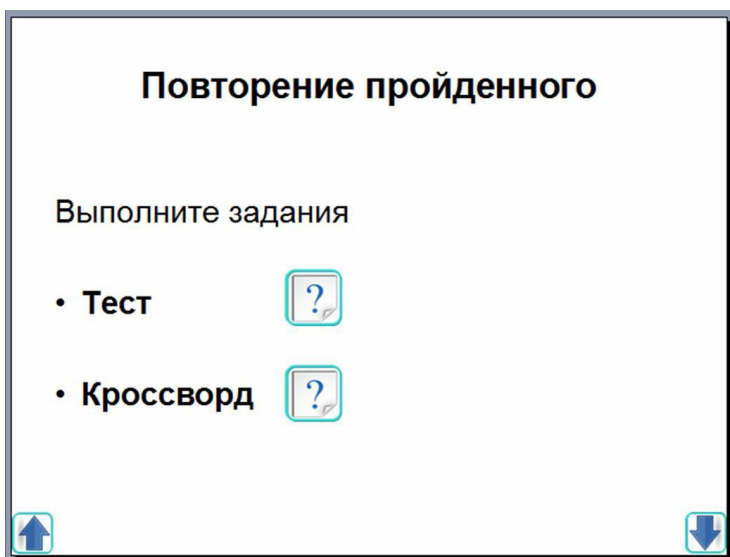 Повторение пройденного
Выполните задания
• Тест ?
• Кроссворд ?